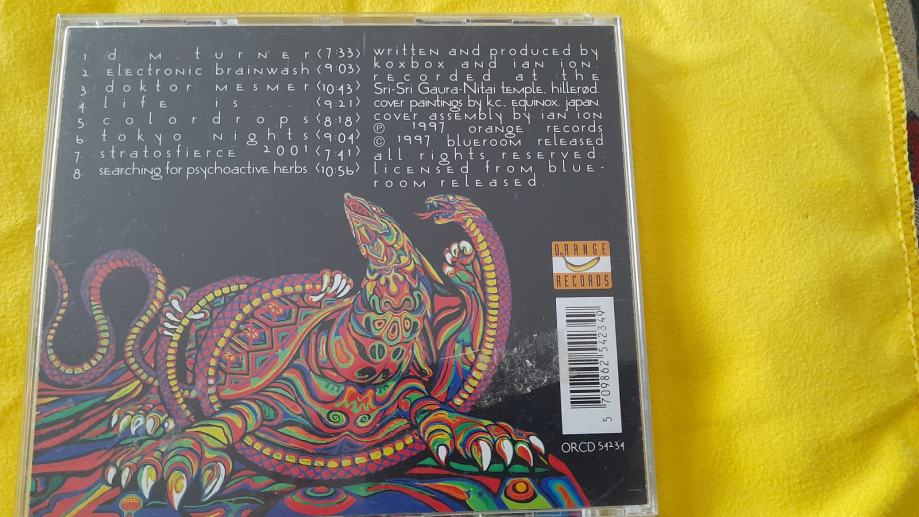 1. d. m. turner (7:33)
2. electronic brainwash (9:03)
3. doktor mesmer (10:43)
4. life is.... (9:21)
5. colordrops (8:18)
6. tokyo nights (9:04)
7. stratosfierce 2001 (7:41)
8. searching for psychoactive herbs (10:56)
written and produced by
koxbox and ian ion.
recorded at the
Sri-Sri Gaura-Nitai temple, hillerød.
cover paintings by k.c., equinox, japan.
cover assembly by ian ion
℗ 1997 orange records
© 1997 blueroom released
all rights reserved.
licensed from blue-
room released.
ORANGE
RECORDS
5 709862 542349
ORCD 54234